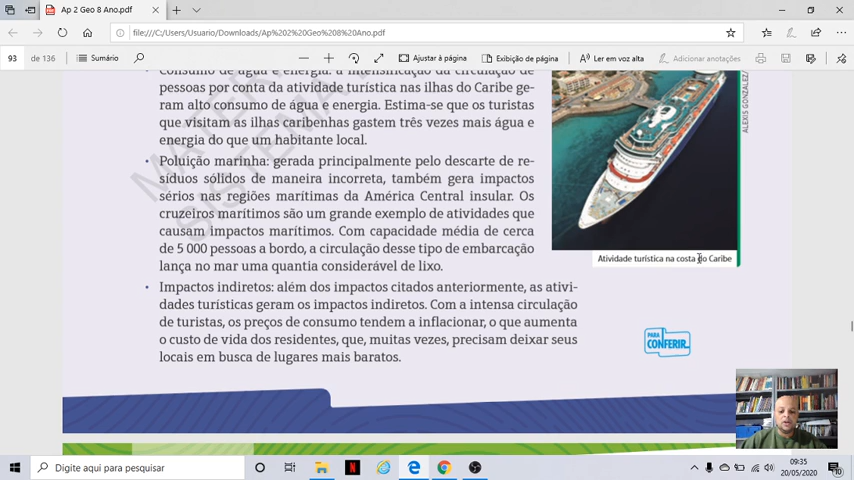 Ap 2 Geo 8 Ano.pdf
file:///C:/Users/Usuario/Downloads/Ap%202%20Geo%208%20Ano.pdf
93 de 136 Sumário Ajustar à página Exibição de página Ler em voz alta Adicionar anotações
• Consumo de água e energia: a intensificação da circulação de
pessoas por conta da atividade turística nas ilhas do Caribe ge-
ram alto consumo de água e energia. Estima-se que os turistas
que visitam as ilhas caribenhas gastem três vezes mais água e
energia do que um habitante local.
• Poluição marinha: gerada principalmente pelo descarte de re-
síduos sólidos de maneira incorreta, também gera impactos
sérios nas regiões marítimas da América Central insular. Os
cruzeiros marítimos são um grande exemplo de atividades que
causam impactos marítimos. Com capacidade média de cerca
de 5 000 pessoas a bordo, a circulação desse tipo de embarcação
lança no mar uma quantia considerável de lixo.
• Impactos indiretos: além dos impactos citados anteriormente, as ativi-
dades turísticas geram os impactos indiretos. Com a intensa circulação
de turistas, os preços de consumo tendem a inflacionar, o que aumenta
o custo de vida dos residentes, que, muitas vezes, precisam deixar seus
locais em busca de lugares mais baratos.
ALEXIS GONZALEZ/
Atividade turística na costa do Caribe
PARA
CONFERIR
SISTEMA
Digite aqui para pesquisar
09:35
20/05/2020
10